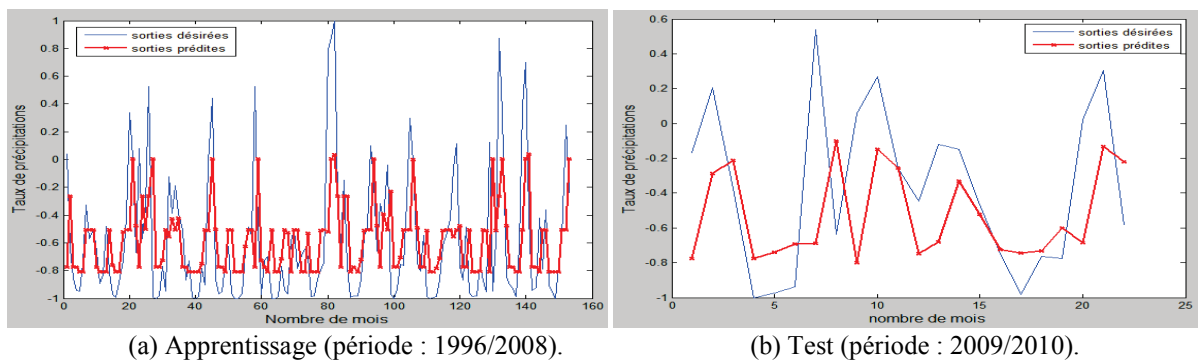 sorties désirées
sorties prédites
Taux de récipitations
1
0.8
0.6
0.4
0.2
0
-0.2
-0.4
-0.6
-0.8
-1
0 20 40 60 80 100 120 140 160
Nombre de mois
(a) Apprentissage (période : 1996/2008).
sorties désirées
sorties prédites
Taux de précipitations
0.6
0.4
0.2
0
-0.2
-0.4
-0.6
-0.8
-1
0 5 10 15 20 25
nombre de mois
(b) Test (période : 2009/2010).